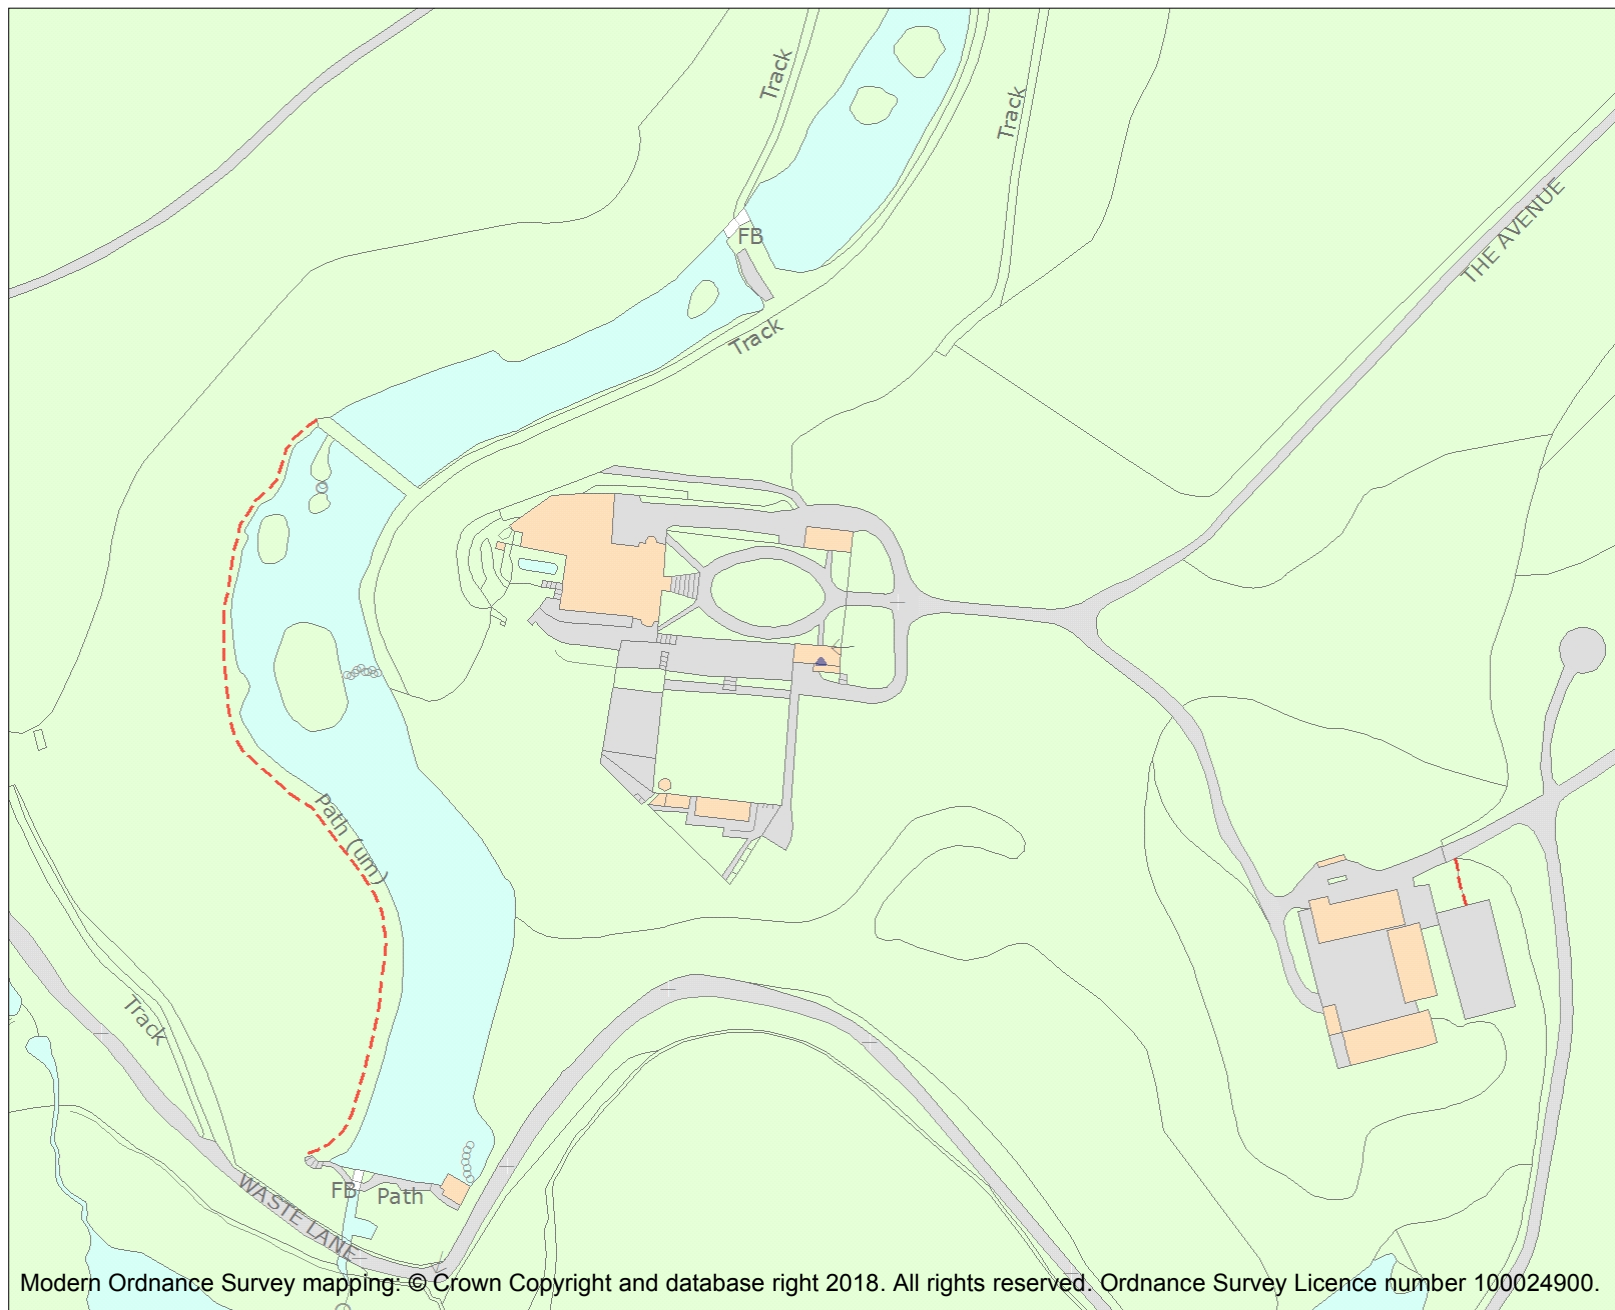 Track
Track
FB
THE AVENUE
Track
Path (um)
Track
FB
Path
WASTE LANE
Modern Ordnance Survey mapping: © Crown Copyright and database right 2018. All rights reserved. Ordnance Survey Licence number 100024900.